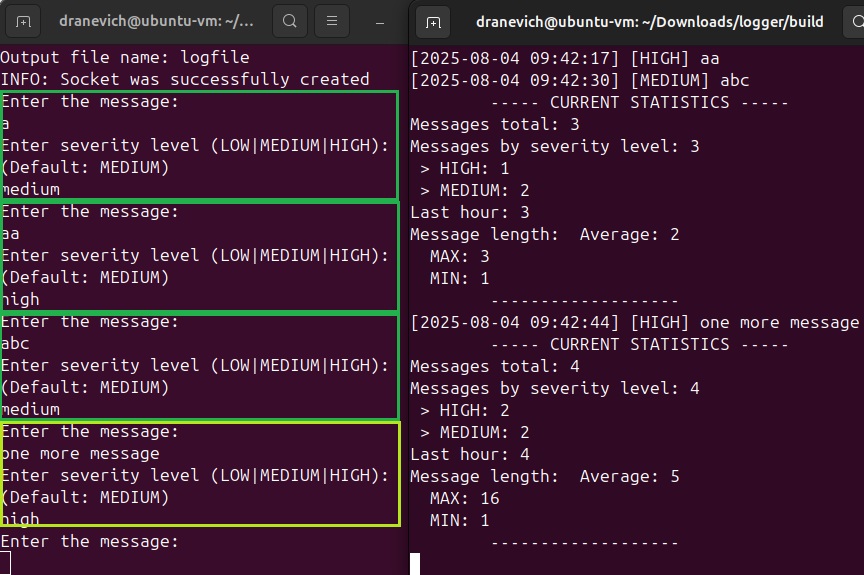 dranevich@ubuntu-vm: ~/...
Output file name: logfile
INFO: Socket was successfully created
Enter the message:
a
Enter severity level (LOW|MEDIUM|HIGH):
(Default: MEDIUM)
medium
Enter the message:
aa
Enter severity level (LOW|MEDIUM|HIGH):
(Default: MEDIUM)
high
Enter the message:
abc
Enter severity level (LOW|MEDIUM|HIGH):
(Default: MEDIUM)
medium
Enter the message:
one more message
Enter severity level (LOW|MEDIUM|HIGH):
(Default: MEDIUM)
high
Enter the message:
dranevich@ubuntu-vm: ~/Downloads/logger/build
[2025-08-04 09:42:17] [HIGH] aa
[2025-08-04 09:42:30] [MEDIUM] abc
----- CURRENT STATISTICS -----
Messages total: 3
Messages by severity level: 3
> HIGH: 1
> MEDIUM: 2
Last hour: 3
Message length:  Average: 2
MAX: 3
MIN: 1
-------------------
[2025-08-04 09:42:44] [HIGH] one more message
----- CURRENT STATISTICS -----
Messages total: 4
Messages by severity level: 4
> HIGH: 2
> MEDIUM: 2
Last hour: 4
Message length:  Average: 5
MAX: 16
MIN: 1
-------------------